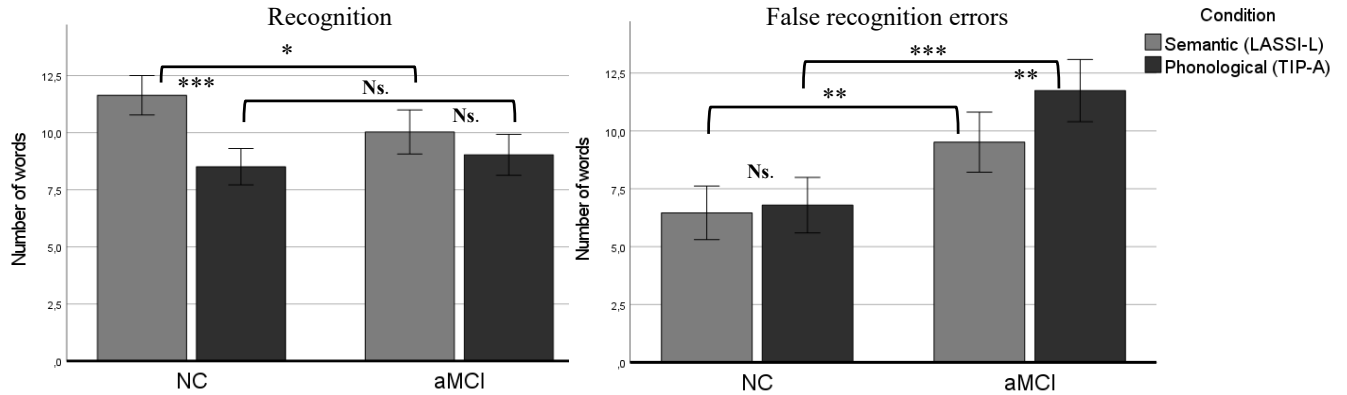 Recognition
Number of words
12,5
10,0
7,5
5,0
2,5
,0
*
***
Ns.
Ns.
NC
aMCI
False recognition errors
Number of words
12,5
10,0
7,5
5,0
2,5
,0
***
**
**
Ns.
NC
aMCI
Condition
Semantic (LASSI-L)
Phonological (TIP-A)